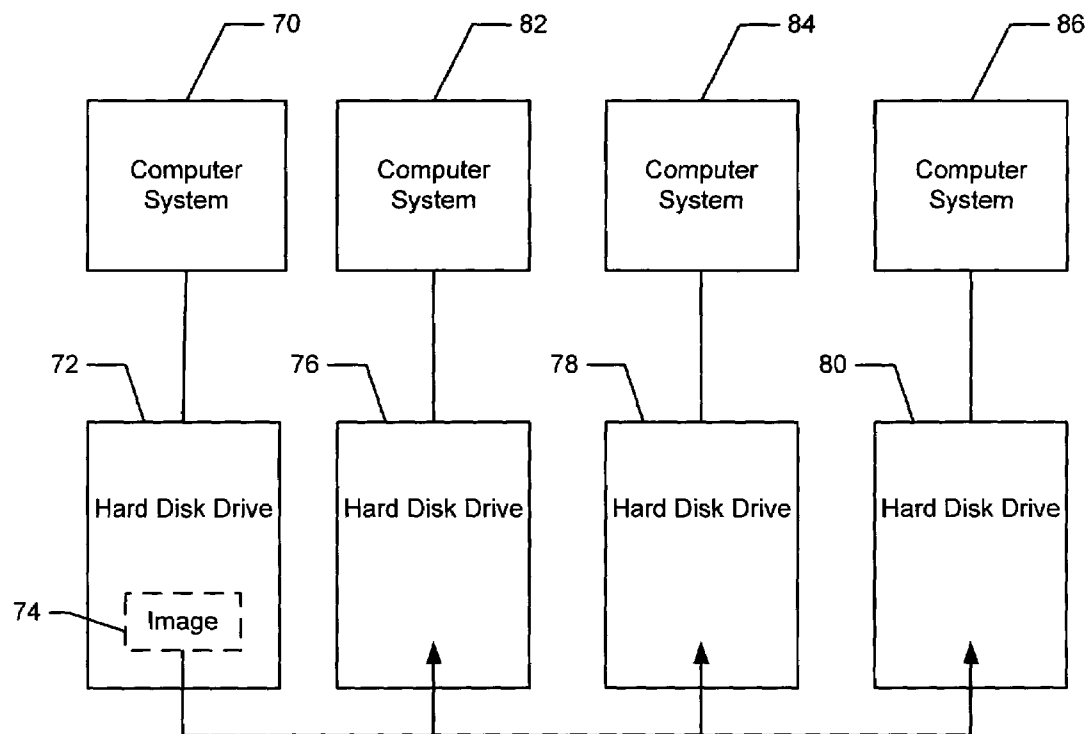 70
82
84
86
Computer
System
Computer
System
Computer
System
Computer
System
72
76
78
80
Hard Disk Drive
Hard Disk Drive
Hard Disk Drive
Hard Disk Drive
74
Image